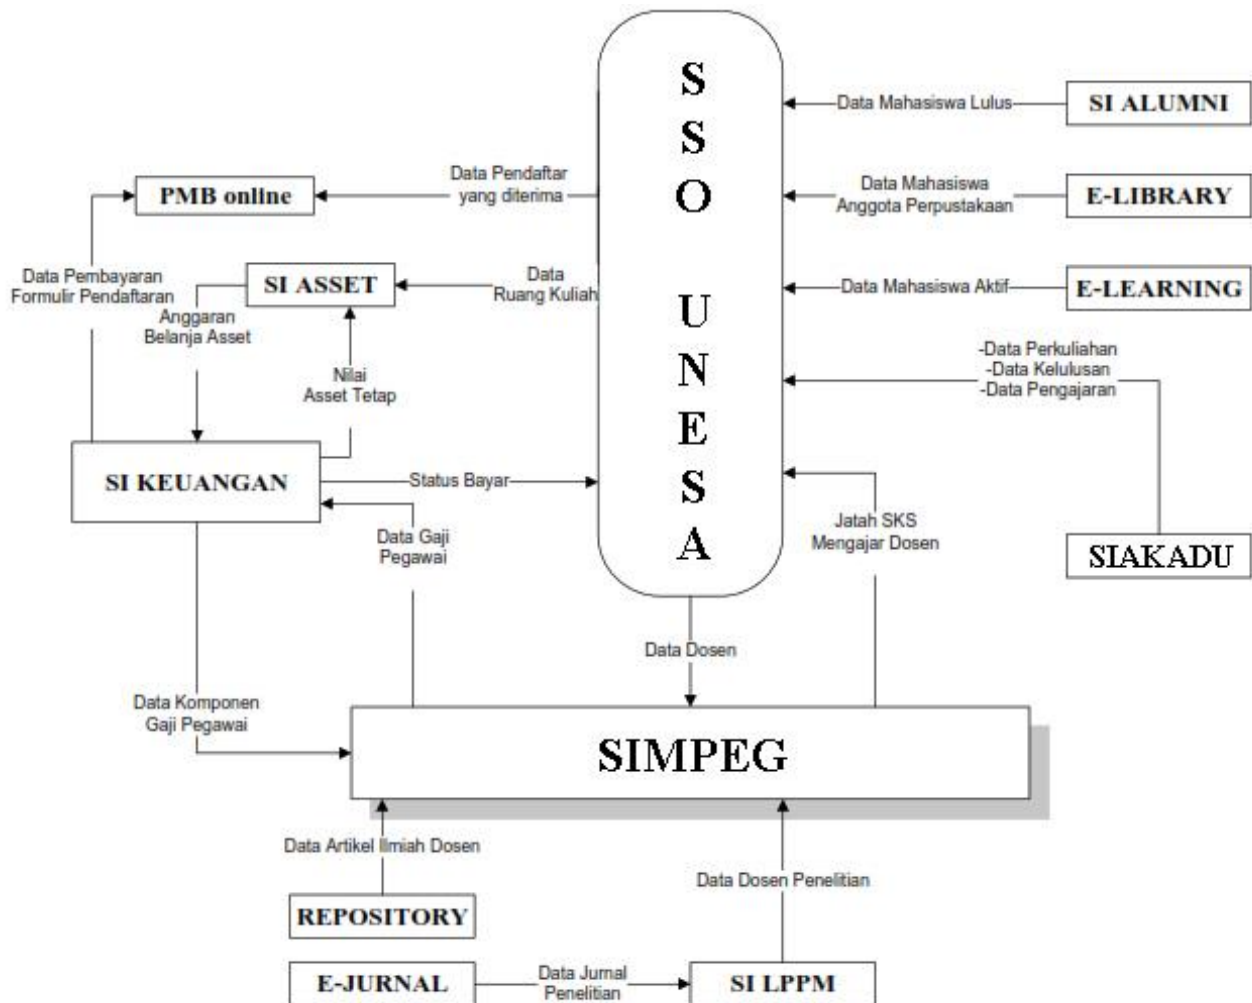 S
S
O
U
N
E
S
A
Data Mahasiswa Lulus
SI ALUMNI
Data Pendaftar
yang diterima
PMB online
Data Mahasiswa
Anggota Perpustakaan
E-LIBRARY
Data Pembayaran
Formulir Pendaftaran
SI ASSET
Data
Ruang Kuliah
Data Mahasiswa Aktif
E-LEARNING
Anggaran
Belanja Asset
Nilai
Asset Tetap
-Data Perkuliahan
-Data Kelulusan
-Data Pengajaran
SI KEUANGAN
Status Bayar
Data Gaji
Pegawai
Jatah SKS
Mengajar Dosen
SIAKADU
Data Dosen
Data Komponen
Gaji Pegawai
SIMPEG
Data Artikel Ilmiah Dosen
Data Dosen Penelitian
REPOSITORY
E-JURNAL
Data Jurnal
Penelitian
SI LPPM